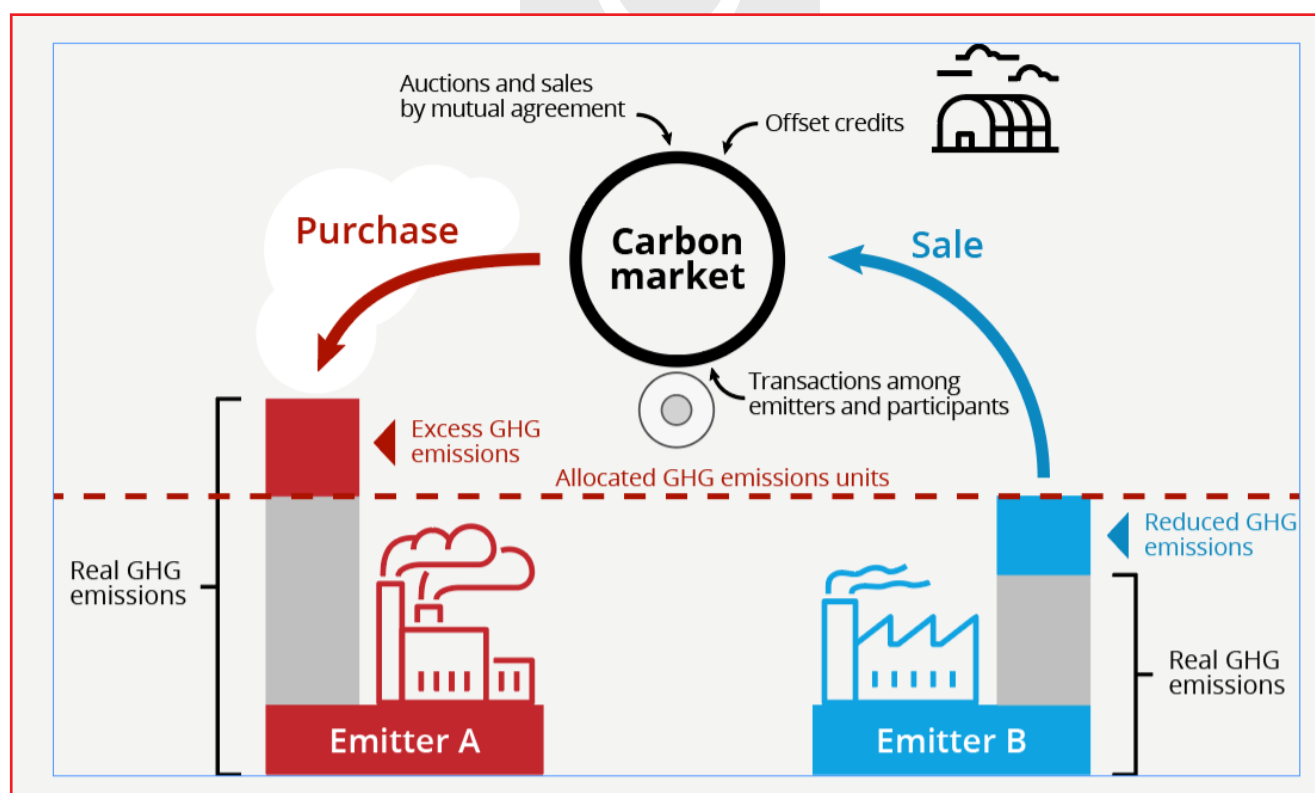 Auctions and sales
by mutual agreement
Offset credits
Purchase
Carbon
market
Sale
Transactions among
emitters and participants
Excess GHG
emissions
Allocated GHG emissions units
Reduced GHG
emissions
Real GHG
emissions
Real GHG
emissions
Emitter A
Emitter B